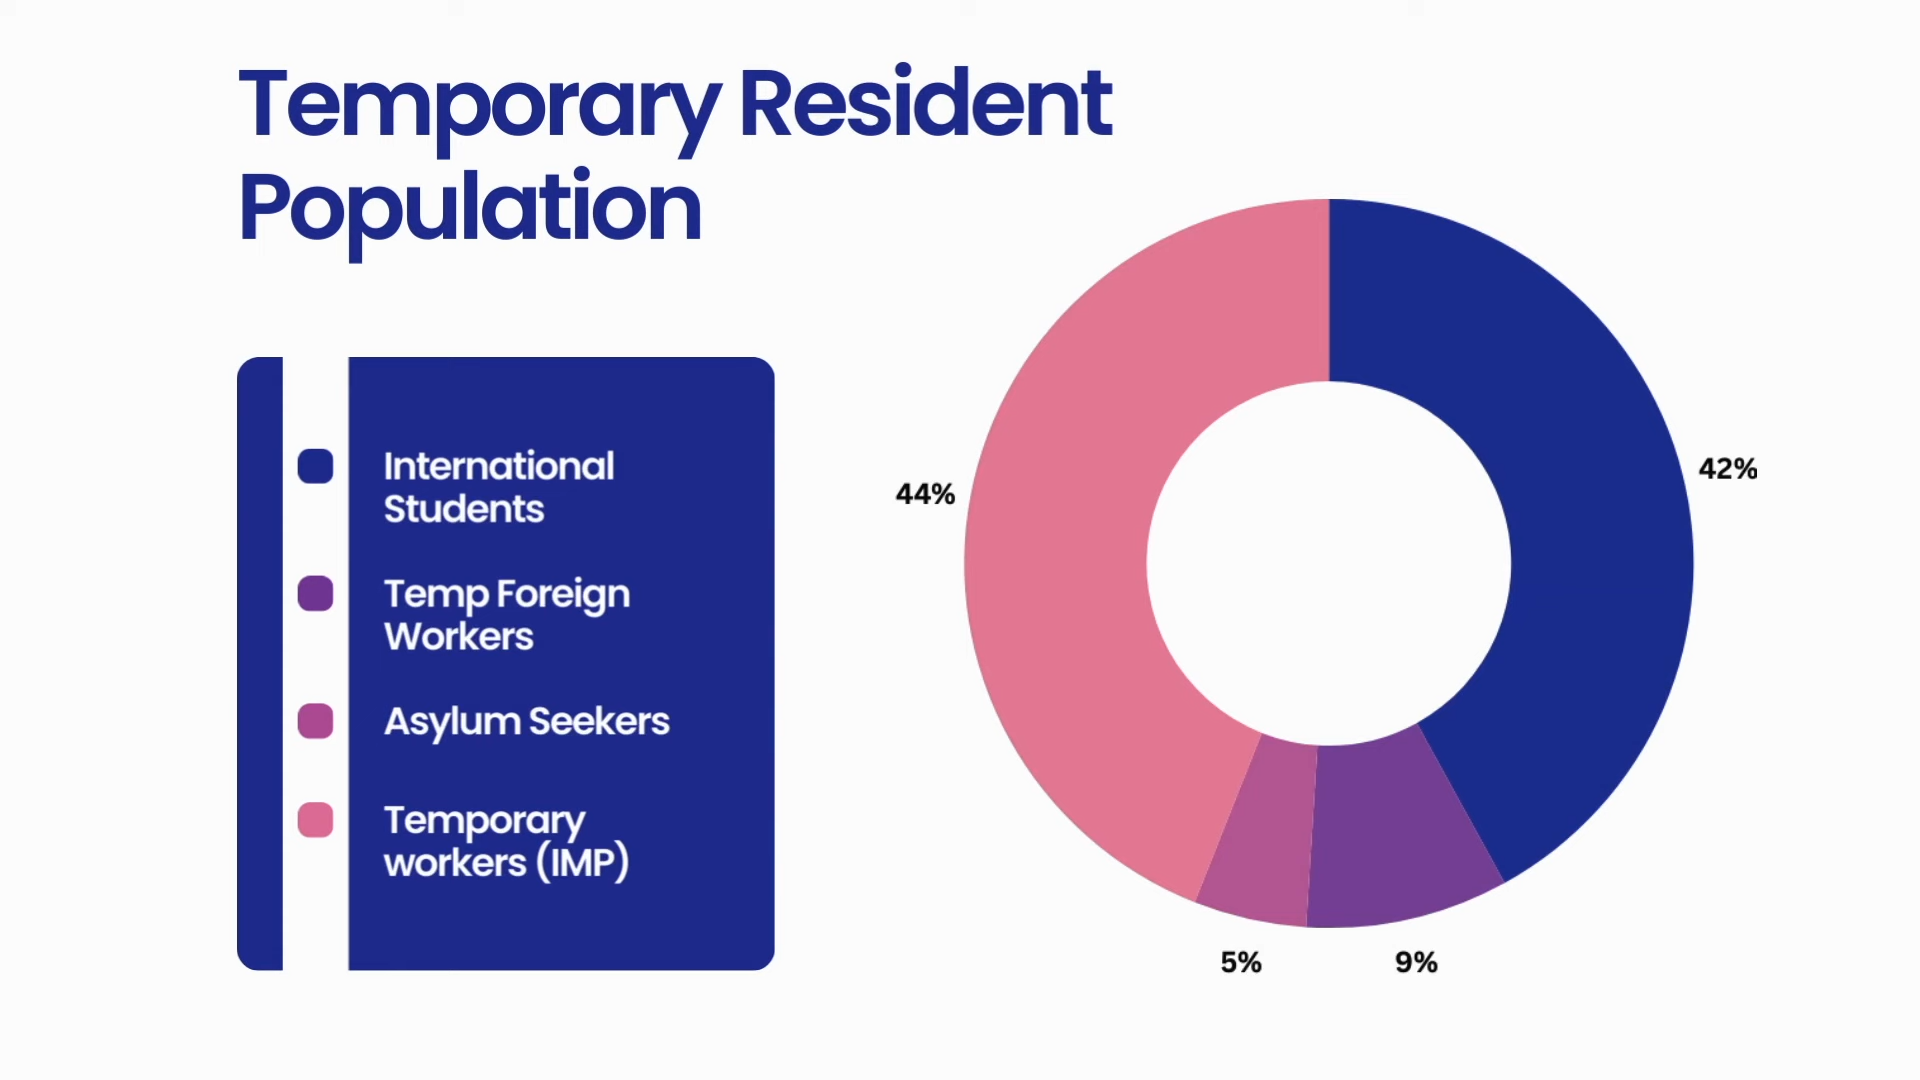 Temporary Resident
Population
International
Students
Temp Foreign
Workers
Asylum Seekers
Temporary
workers (IMP)
42%
44%
5%
9%